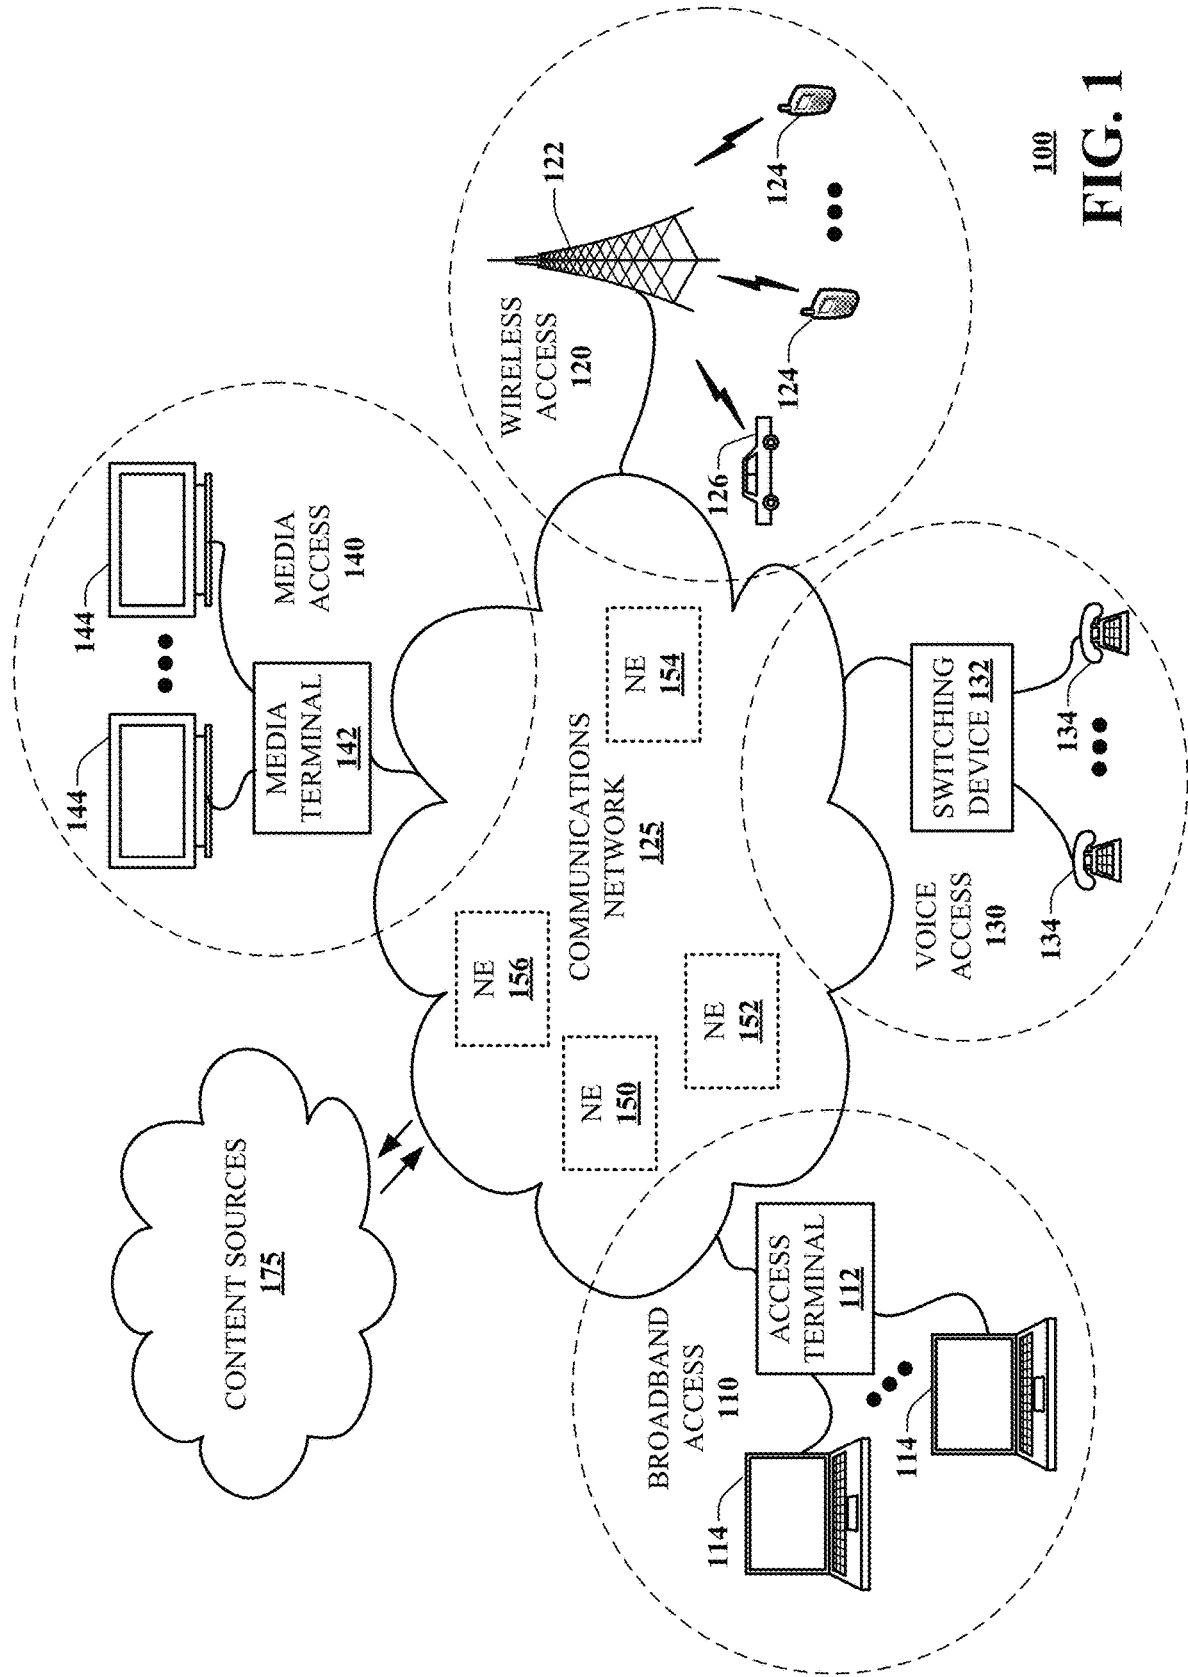 CONTENT SOURCES
175
144
144
MEDIA
TERMINAL
142
MEDIA
ACCESS
140
WIRELESS
ACCESS
120
122
124
124
126
NE
156
NE
150
NE
152
NE
154
COMMUNICATIONS
NETWORK
125
BROADBAND
ACCESS
110
ACCESS
TERMINAL
112
114
114
VOICE
ACCESS
130
SWITCHING
DEVICE 132
134
134
100
FIG. 1